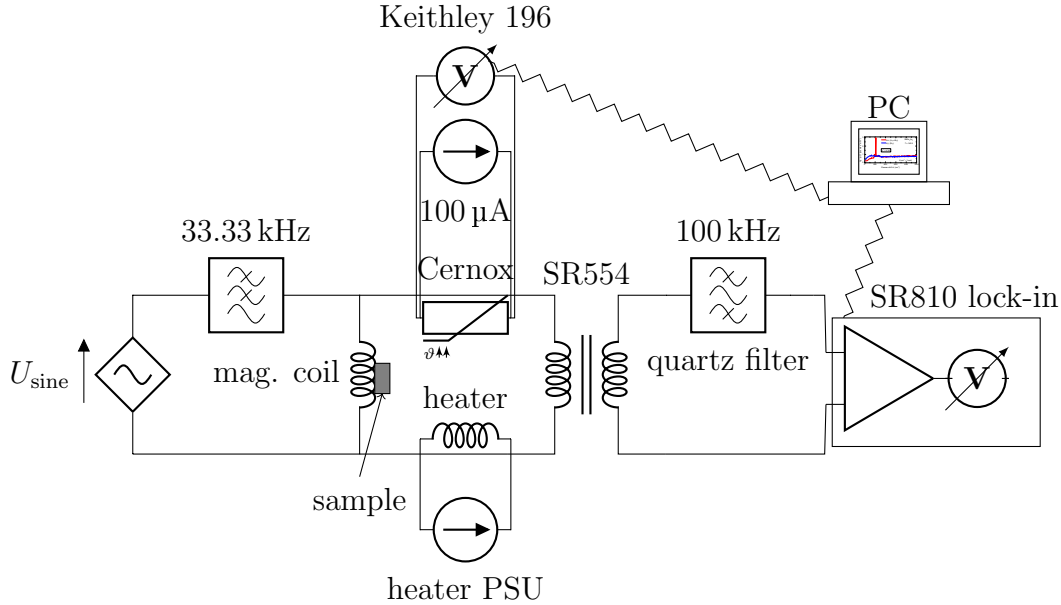 Keithley 196
V
PC
100 µA
33.33 kHz
100 kHz
Cernox
SR554
SR810 lock-in
ϑ
U_sine
mag. coil
quartz filter
V
heater
sample
heater PSU